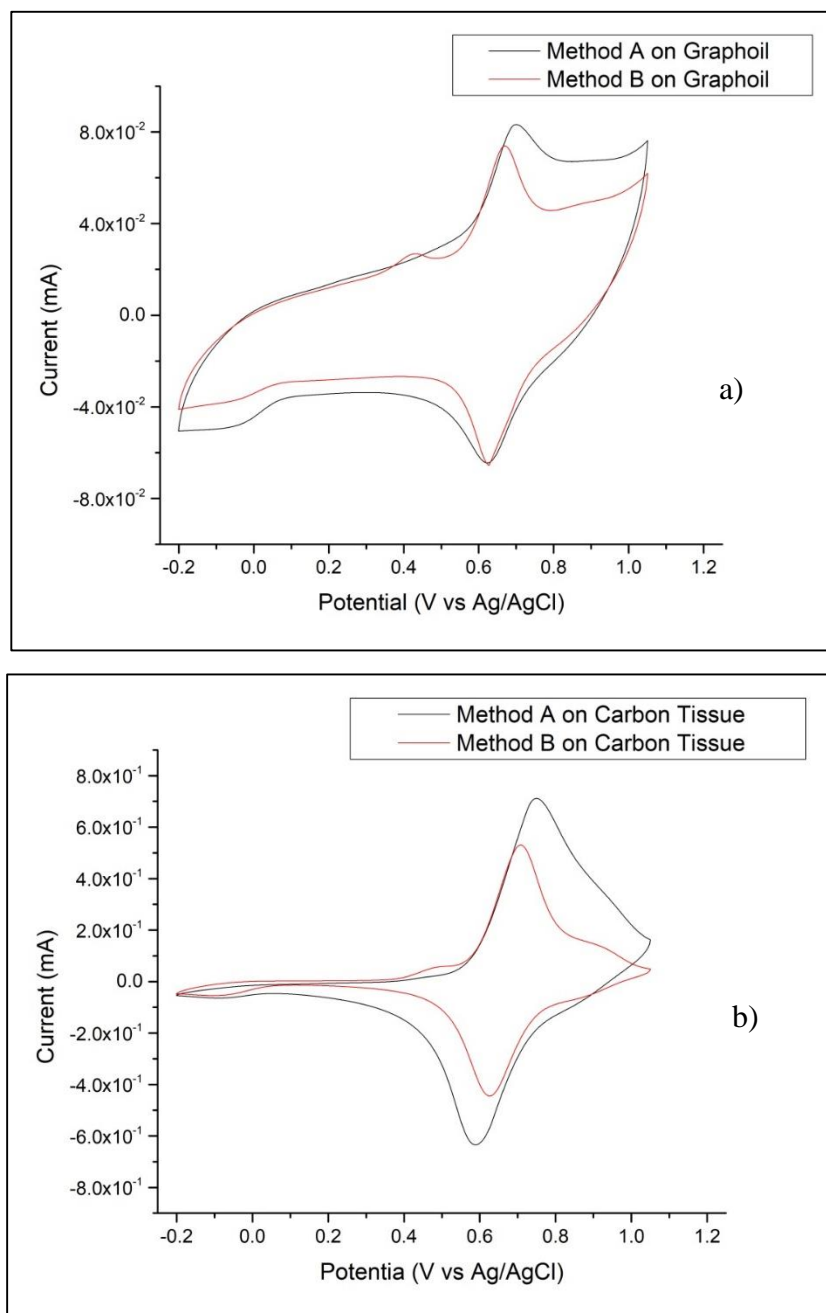 Method A on Graphoil
Method B on Graphoil
8.0x10-2
4.0x10-2
0.0
-4.0x10-2
-8.0x10-2
Current (mA)
a)
-0.2 0.0 0.2 0.4 0.6 0.8 1.0 1.2
Potential (V vs Ag/AgCl)
Method A on Carbon Tissue
Method B on Carbon Tissue
8.0x10-1
6.0x10-1
4.0x10-1
2.0x10-1
0.0
-2.0x10-1
-4.0x10-1
-6.0x10-1
-8.0x10-1
Current (mA)
b)
-0.2 0.0 0.2 0.4 0.6 0.8 1.0 1.2
Potentia (V vs Ag/AgCl)